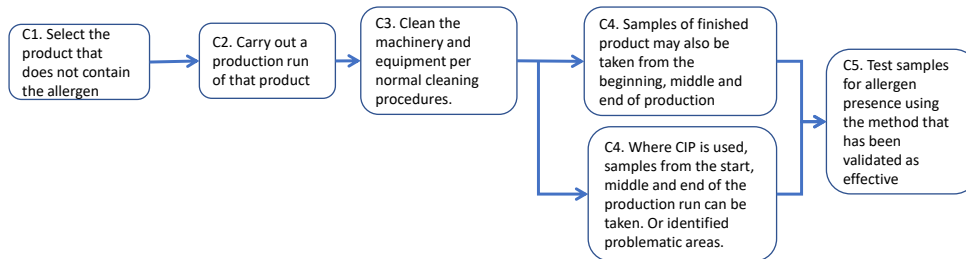 C1. Select the
product that
does not contain
the allergen
C2. Carry out a
production run
of that product
C3. Clean the
machinery and
equipment per
normal cleaning
procedures.
C4. Samples of finished
product may also be
taken from the
beginning, middle and
end of production
C4. Where CIP is used,
samples from the start,
middle and end of the
production run can be
taken. Or identified
problematic areas.
C5. Test samples
for allergen
presence using
the method that
has been
validated as
effective